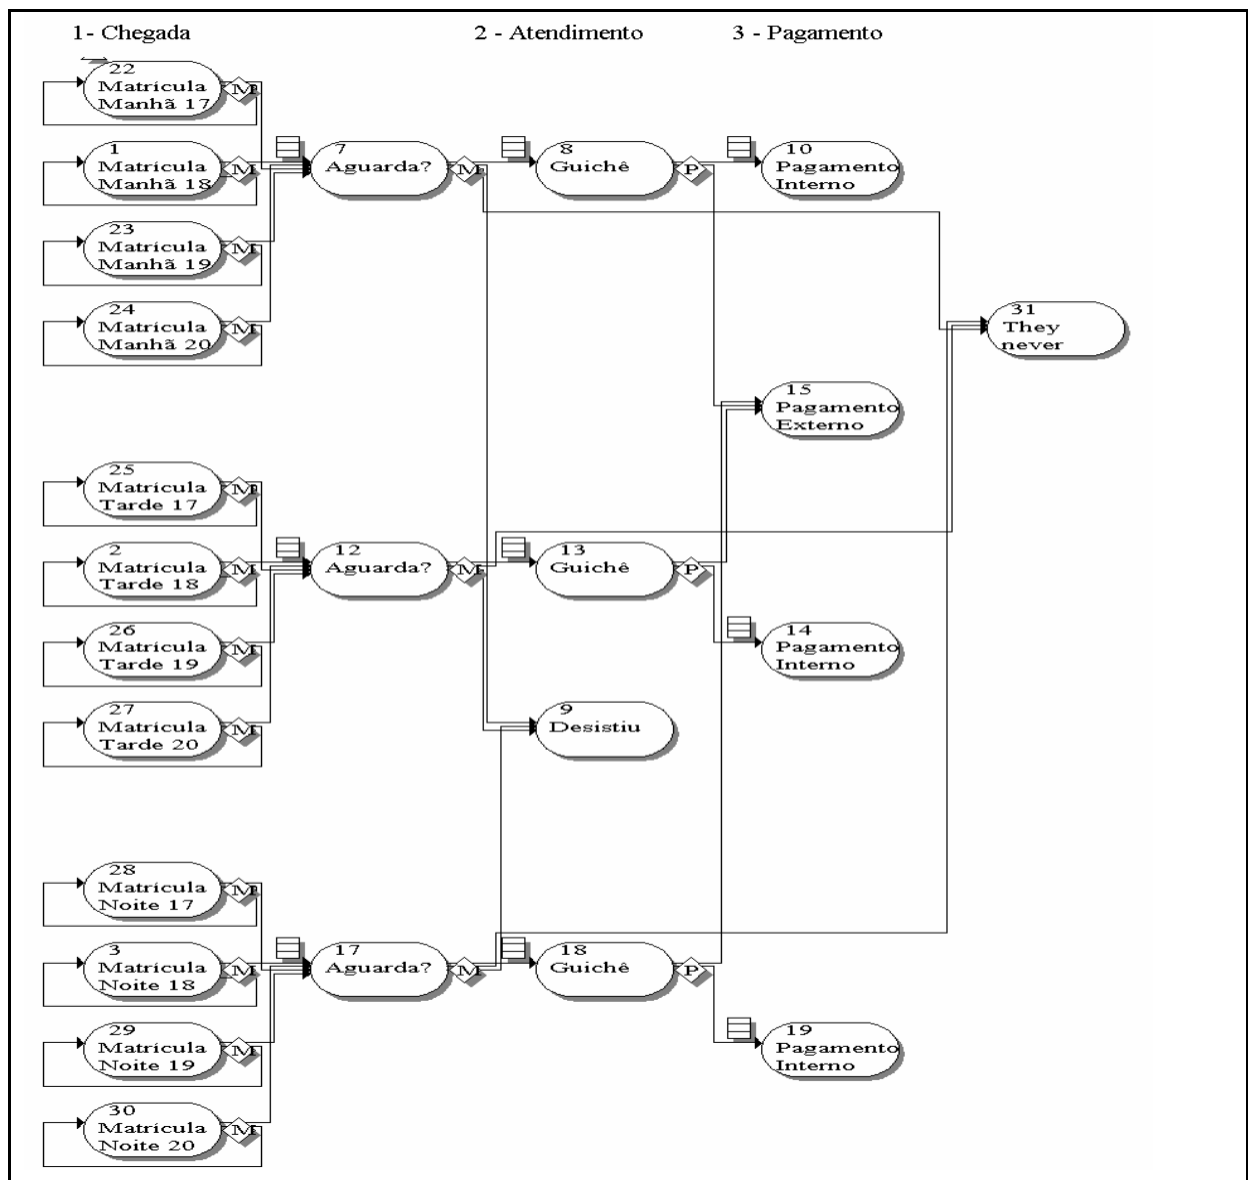 1- Chegada
2 - Atendimento
3 - Pagamento
22
Matrícula
Manhã 17
M
1
Matrícula
Manhã 18
M
23
Matrícula
Manhã 19
M
24
Matrícula
Manhã 20
M
7
Aguarda?
M
8
Guichê
P
10
Pagamento
Interno
31
They
never
15
Pagamento
Externo
25
Matrícula
Tarde 17
M
2
Matrícula
Tarde 18
M
26
Matrícula
Tarde 19
M
27
Matrícula
Tarde 20
M
12
Aguarda?
M
13
Guichê
P
14
Pagamento
Interno
9
Desistiu
28
Matrícula
Noite 17
M
3
Matrícula
Noite 18
M
29
Matrícula
Noite 19
M
30
Matrícula
Noite 20
M
17
Aguarda?
M
18
Guichê
P
19
Pagamento
Interno